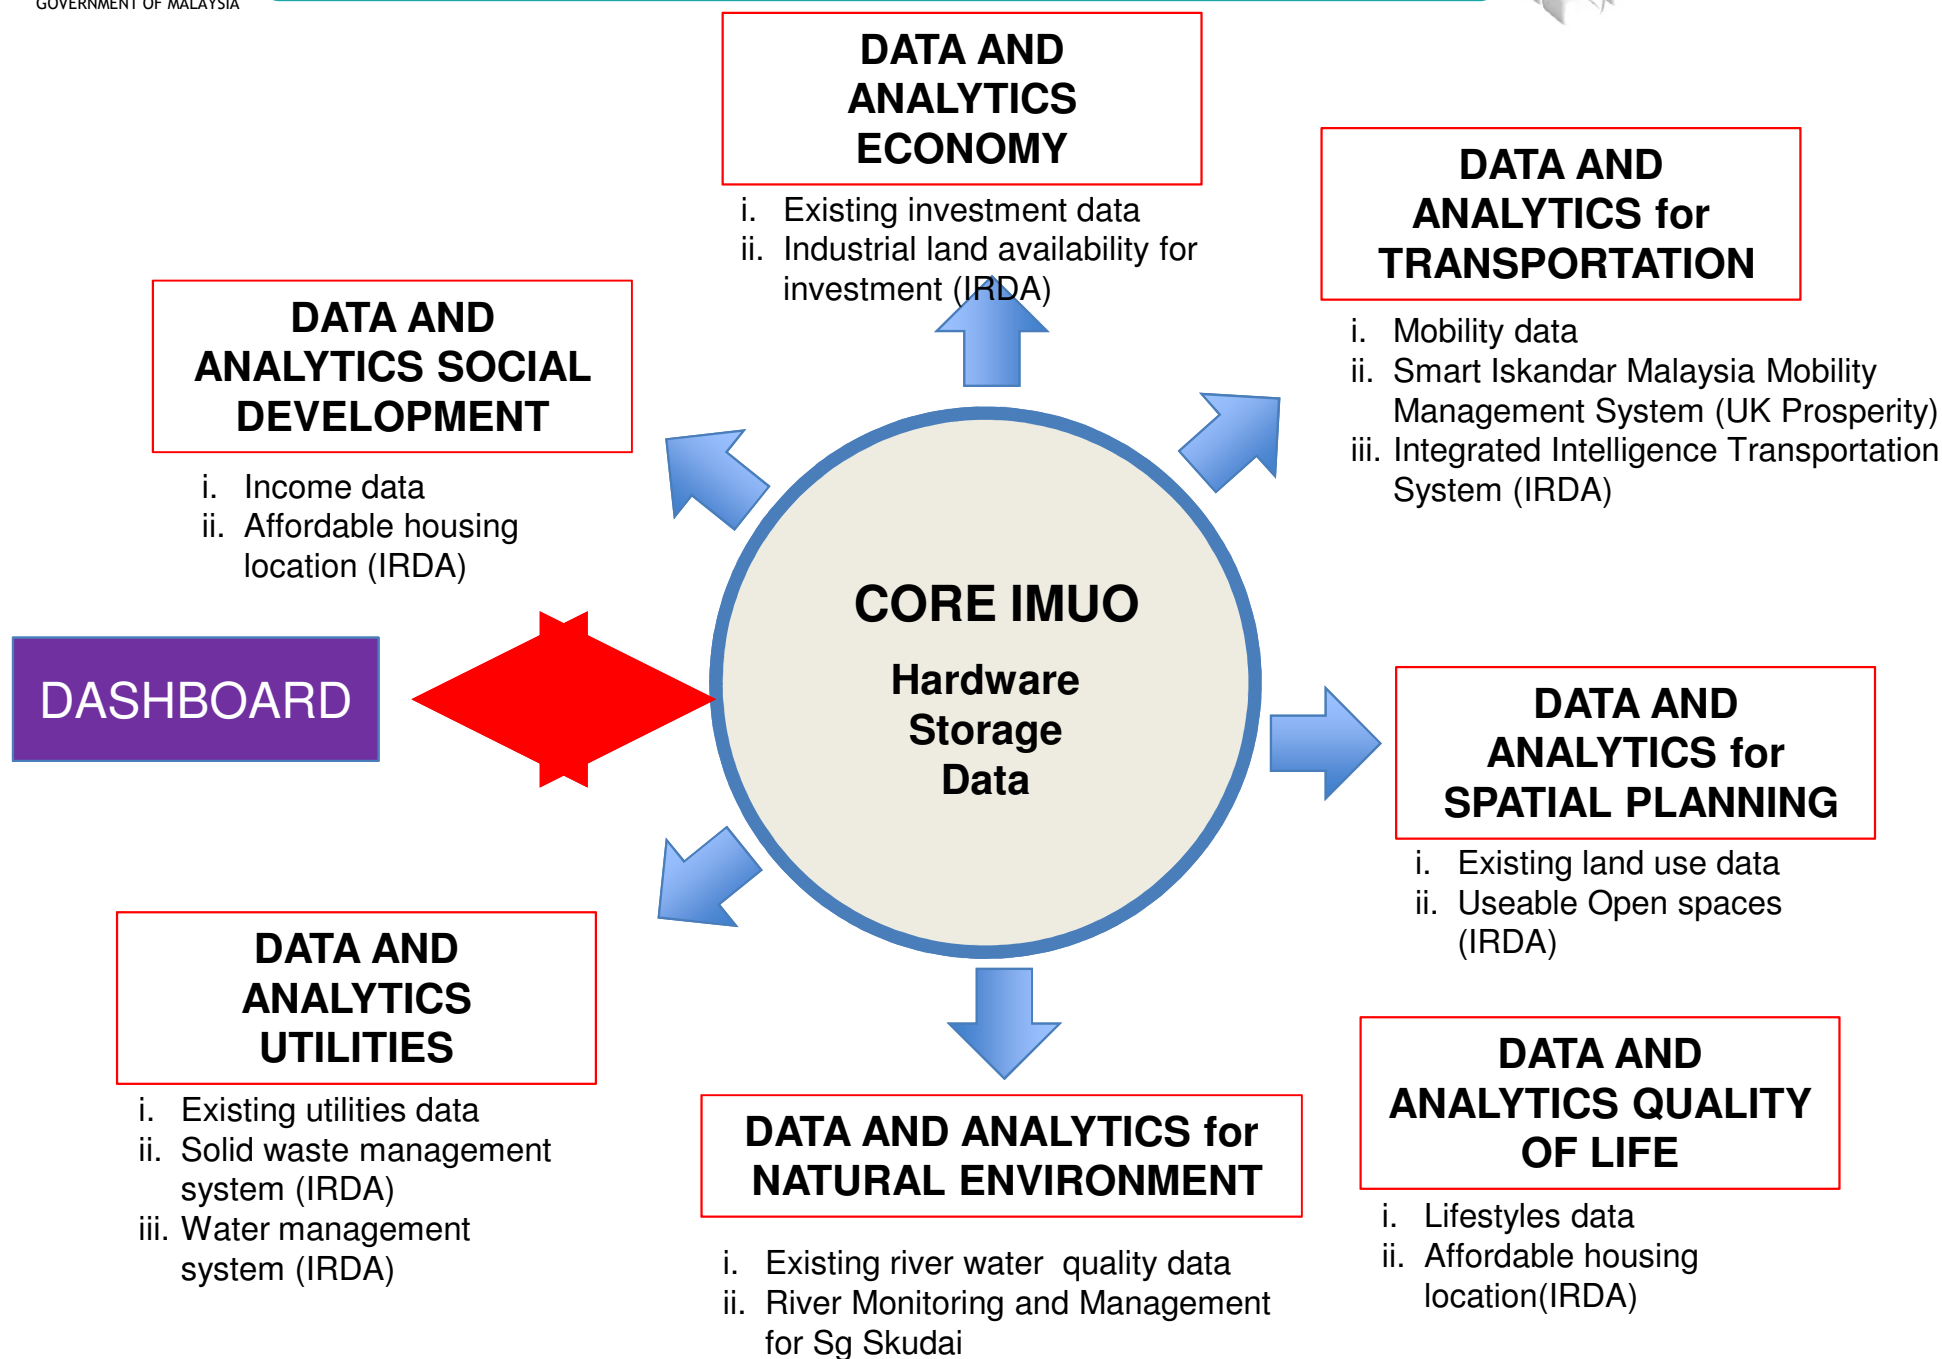 GOVERNMENT OF MALAYSIA
DATA AND
ANALYTICS
ECONOMY
i. Existing investment data
ii. Industrial land availability for
investment (IRDA)
DATA AND
ANALYTICS for
TRANSPORTATION
i. Mobility data
ii. Smart Iskandar Malaysia Mobility
Management System (UK Prosperity)
iii. Integrated Intelligence Transportation
System (IRDA)
DATA AND
ANALYTICS SOCIAL
DEVELOPMENT
i. Income data
ii. Affordable housing
location (IRDA)
CORE IMUO
Hardware
Storage
Data
DASHBOARD
DATA AND
ANALYTICS for
SPATIAL PLANNING
i. Existing land use data
ii. Useable Open spaces
(IRDA)
DATA AND
ANALYTICS
UTILITIES
i. Existing utilities data
ii. Solid waste management
system (IRDA)
iii. Water management
system (IRDA)
DATA AND ANALYTICS for
NATURAL ENVIRONMENT
i. Existing river water quality data
ii. River Monitoring and Management
for Sg Skudai
DATA AND
ANALYTICS QUALITY
OF LIFE
i. Lifestyles data
ii. Affordable housing
location(IRDA)